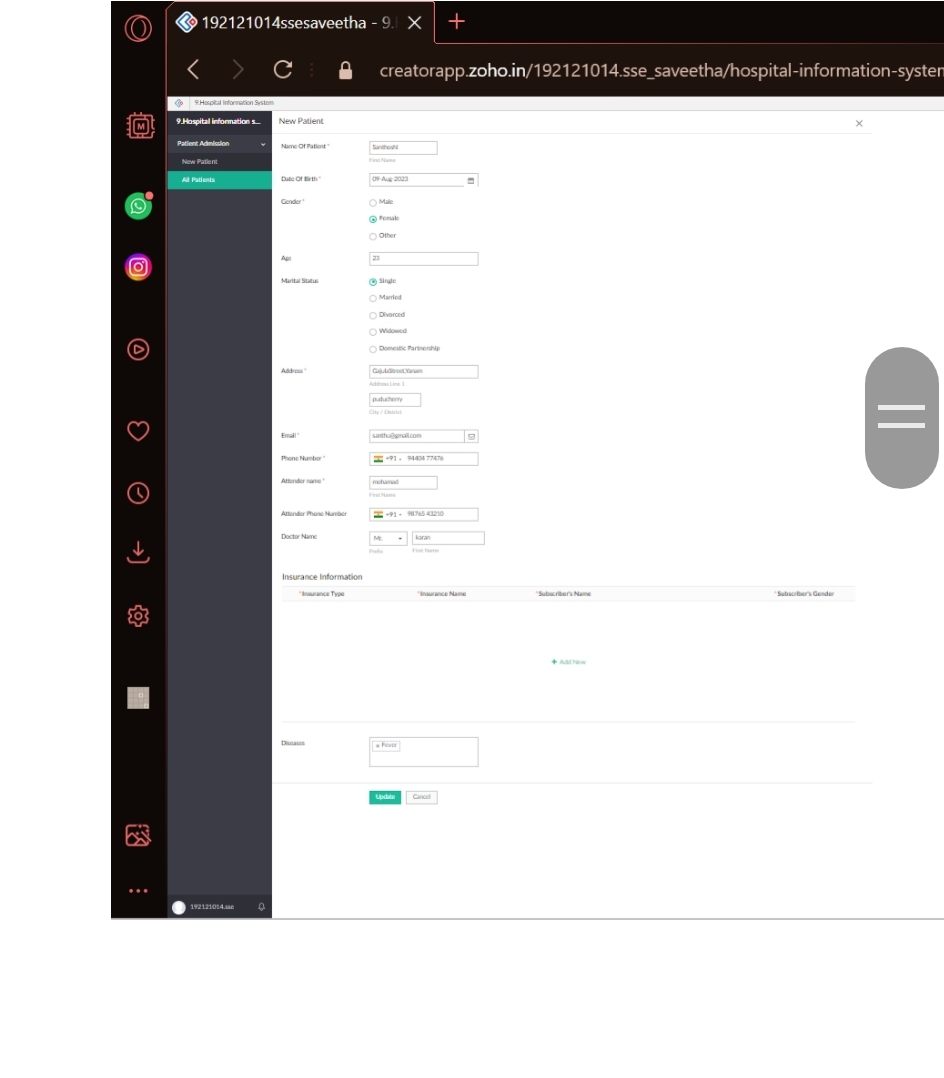 192121014ssesaveetha - 9.
creatorapp.zoho.in/192121014.sse_saveetha/hospital-information-system
9.Hospital Information System
9.Hospital information s...
Patient Admission
New Patient
All Patients
192121014.sse
New Patient
Name Of Patient *
Santhoshi
First Name
Date Of Birth *
09-Aug-2023
Gender *
Male
Female
Other
Age
23
Marital Status
Single
Married
Divorced
Widowed
Domestic Partnership
Address *
GajulaStreet,Yanam
Address Line 1
puducherry
City / District
Email *
santhu@gmail.com
Phone Number *
+91 94404 77476
Attender name *
mohamad
First Name
Attender Phone Number
+91 98765 43210
Doctor Name
Mr. karan
Prefix First Name
Insurance Information
*Insurance Type *Insurance Name *Subscriber's Name *Subscriber's Gender
+ Add New
Diseases
× Fever
Update Cancel